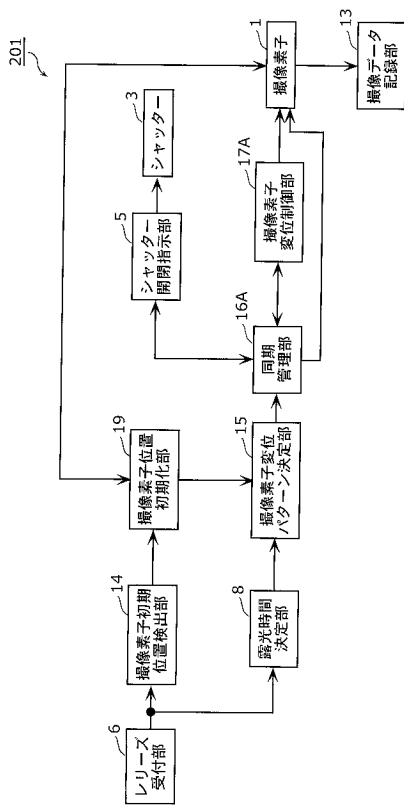 201
6
レリーズ
受付部
14
撮像素子初期
位置検出部
19
撮像素子位置
初期化部
8
露光時間
決定部
15
撮像素子変位
パターン決定部
5
シャッター
開閉指示部
3
シャッター
16A
同期
管理部
17A
撮像素子
変位制御部
1
撮像素子
13
撮像データ
記録部